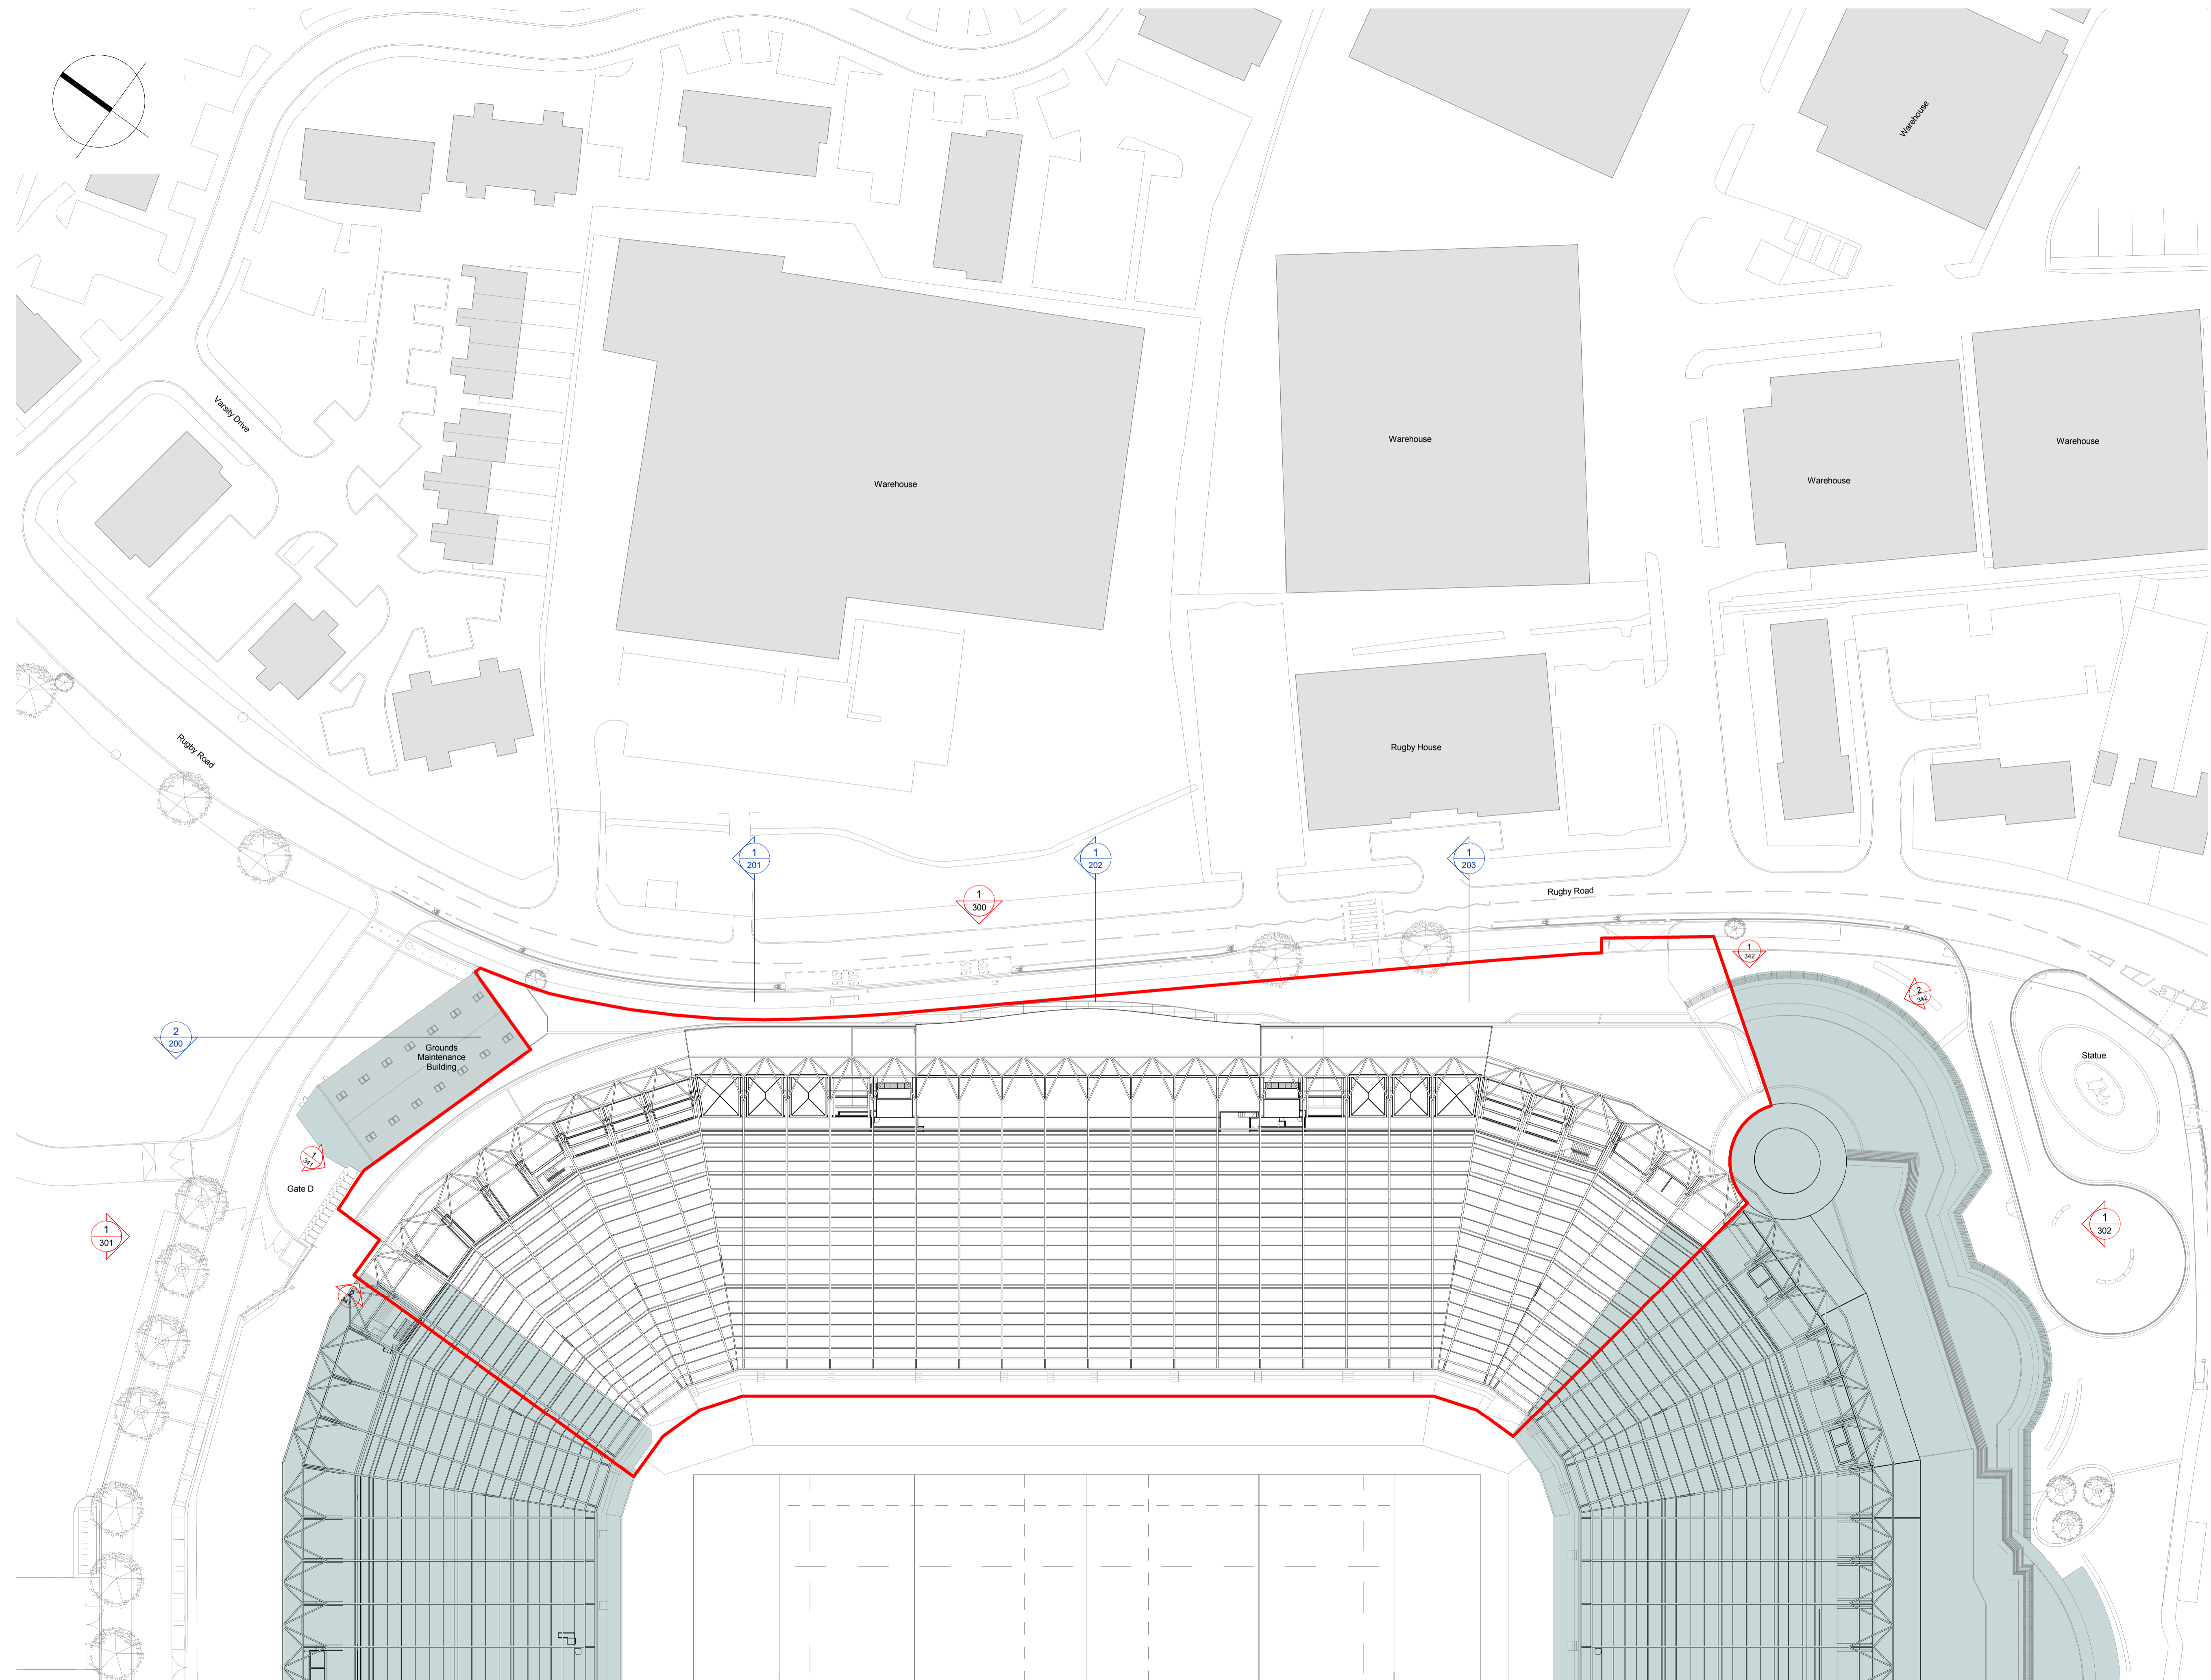 Warehouse
Varsity Drive
Warehouse
Warehouse
Warehouse
Warehouse
Rugby Road
Rugby House
1
201
1
202
1
203
1
300
Rugby Road
1
342
2
342
2
200
Grounds
Maintenance
Building
Statue
1
341
Gate D
1
301
1
302
2
341